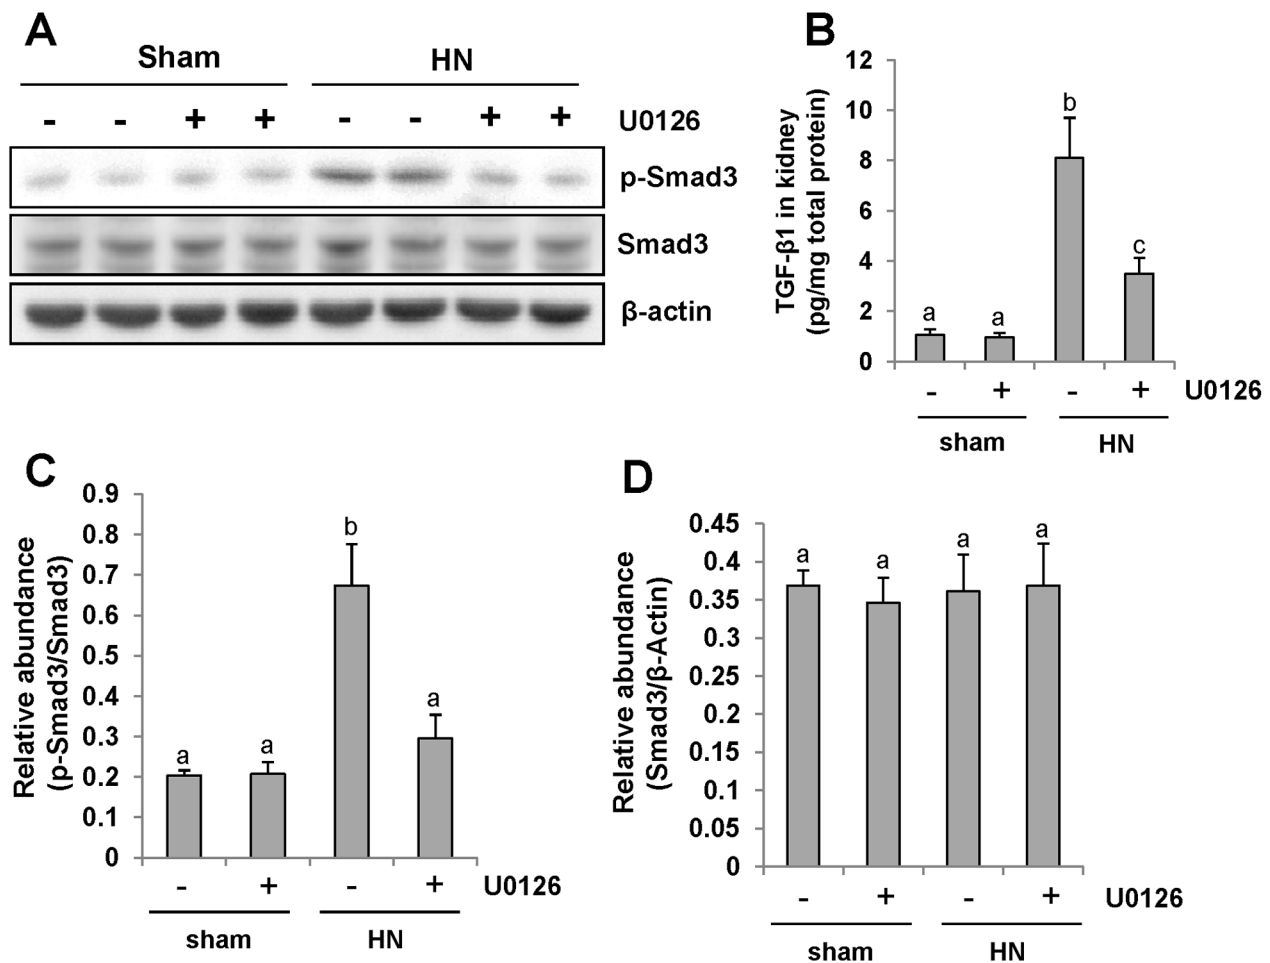 A
Sham HN
- - + + - - + + U0126
p-Smad3
Smad3
β-actin
B
TGF-β1 in kidney
(pg/mg total protein)
12
10
8
6
4
2
0
a a b c
- + - + U0126
sham HN
C
Relative abundance
(p-Smad3/Smad3)
0.9
0.8
0.7
0.6
0.5
0.4
0.3
0.2
0.1
0
a a b a
- + - + U0126
sham HN
D
Relative abundance
(Smad3/β-Actin)
0.45
0.4
0.35
0.3
0.25
0.2
0.15
0.1
0.05
0
a a a a
- + - + U0126
sham HN